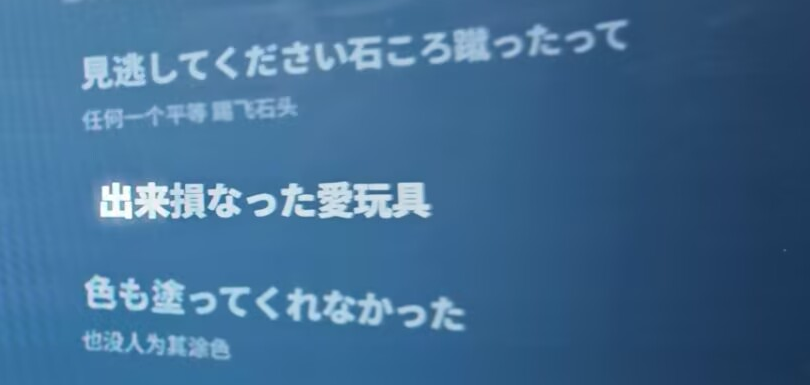 見逃してください石ころ蹴ったって
任何一个平等 踢飞石头
出来損なった愛玩具
色も塗ってくれなかった
也没人为其涂色